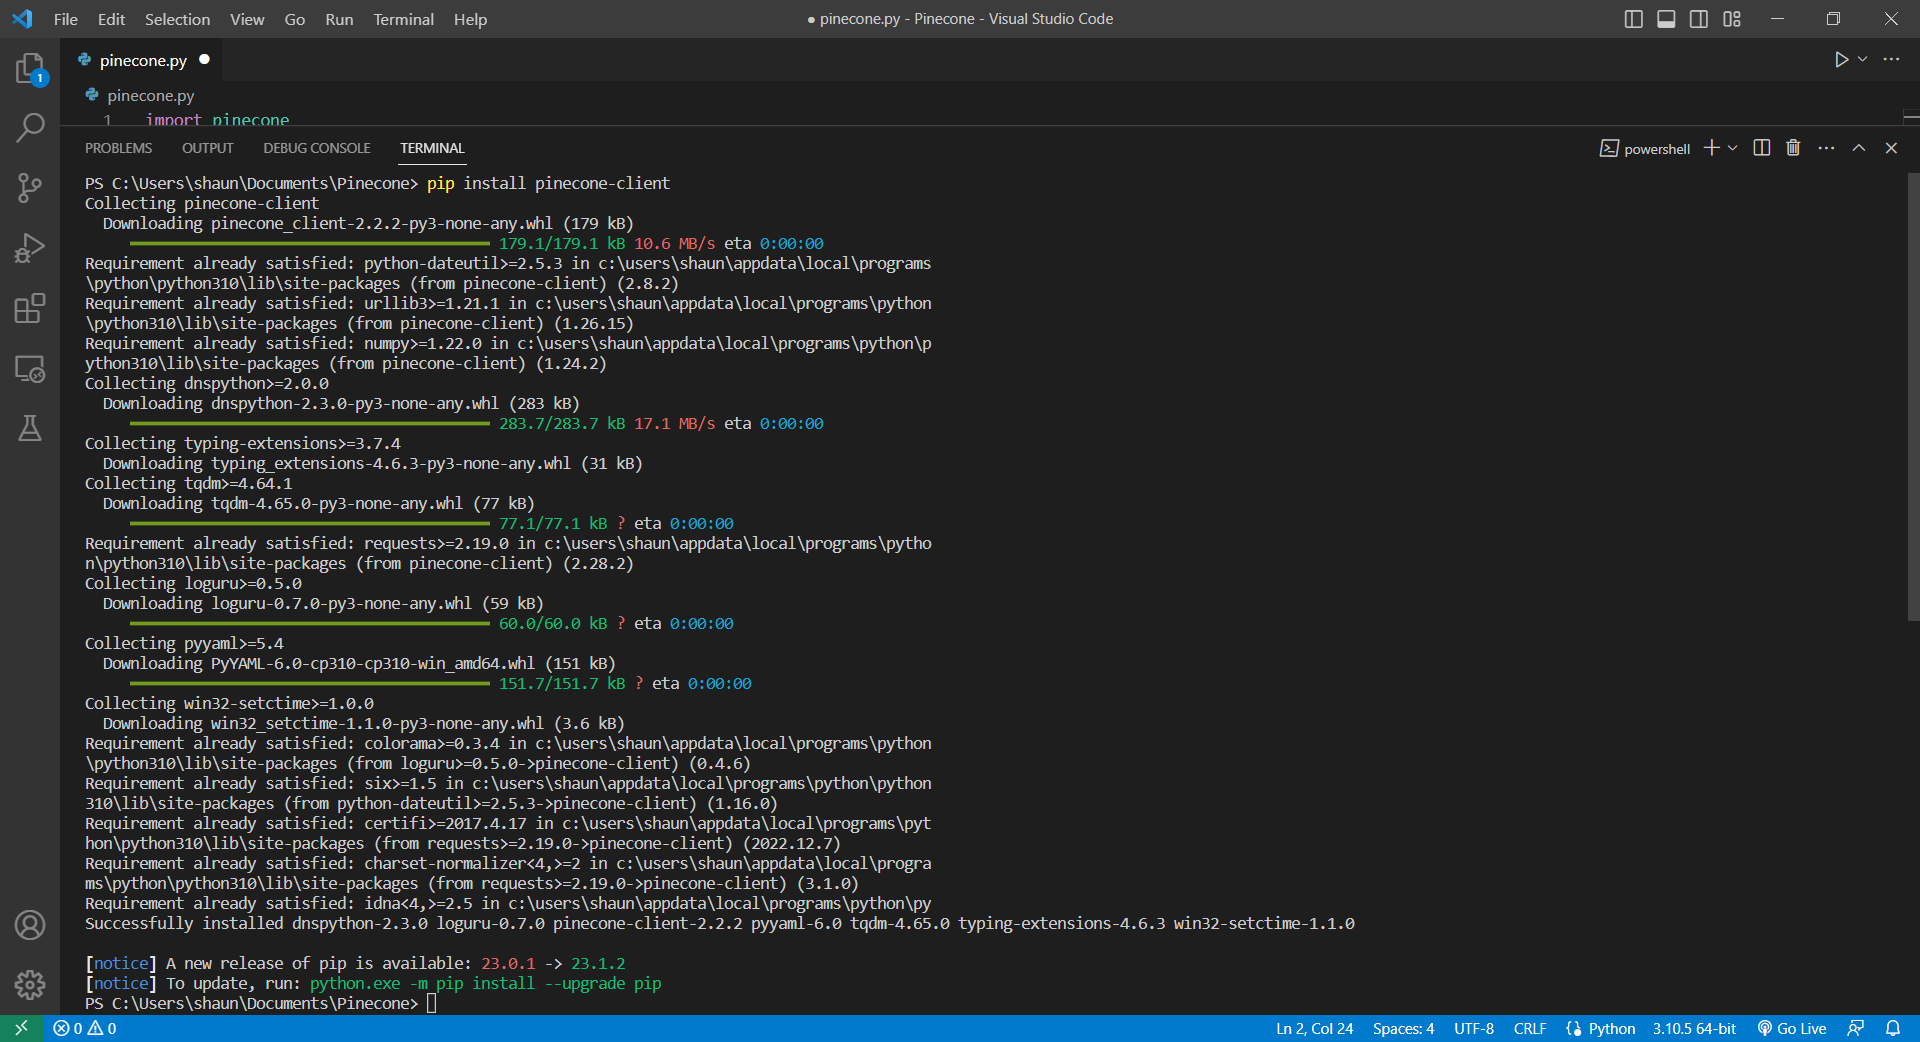 File Edit Selection View Go Run Terminal Help
● pinecone.py - Pinecone - Visual Studio Code
1
pinecone.py ●
pinecone.py
1 import pinecone
PROBLEMS OUTPUT DEBUG CONSOLE TERMINAL
powershell
PS C:\Users\shaun\Documents\Pinecone> pip install pinecone-client
Collecting pinecone-client
Downloading pinecone_client-2.2.2-py3-none-any.whl (179 kB)
179.1/179.1 kB 10.6 MB/s eta 0:00:00
Requirement already satisfied: python-dateutil>=2.5.3 in c:\users\shaun\appdata\local\programs
\python\python310\lib\site-packages (from pinecone-client) (2.8.2)
Requirement already satisfied: urllib3>=1.21.1 in c:\users\shaun\appdata\local\programs\python
\python310\lib\site-packages (from pinecone-client) (1.26.15)
Requirement already satisfied: numpy>=1.22.0 in c:\users\shaun\appdata\local\programs\python\p
ython310\lib\site-packages (from pinecone-client) (1.24.2)
Collecting dnspython>=2.0.0
Downloading dnspython-2.3.0-py3-none-any.whl (283 kB)
283.7/283.7 kB 17.1 MB/s eta 0:00:00
Collecting typing-extensions>=3.7.4
Downloading typing_extensions-4.6.3-py3-none-any.whl (31 kB)
Collecting tqdm>=4.64.1
Downloading tqdm-4.65.0-py3-none-any.whl (77 kB)
77.1/77.1 kB ? eta 0:00:00
Requirement already satisfied: requests>=2.19.0 in c:\users\shaun\appdata\local\programs\pytho
n\python310\lib\site-packages (from pinecone-client) (2.28.2)
Collecting loguru>=0.5.0
Downloading loguru-0.7.0-py3-none-any.whl (59 kB)
60.0/60.0 kB ? eta 0:00:00
Collecting pyyaml>=5.4
Downloading PyYAML-6.0-cp310-cp310-win_amd64.whl (151 kB)
151.7/151.7 kB ? eta 0:00:00
Collecting win32-setctime>=1.0.0
Downloading win32_setctime-1.1.0-py3-none-any.whl (3.6 kB)
Requirement already satisfied: colorama>=0.3.4 in c:\users\shaun\appdata\local\programs\python
\python310\lib\site-packages (from loguru>=0.5.0->pinecone-client) (0.4.6)
Requirement already satisfied: six>=1.5 in c:\users\shaun\appdata\local\programs\python\python
310\lib\site-packages (from python-dateutil>=2.5.3->pinecone-client) (1.16.0)
Requirement already satisfied: certifi>=2017.4.17 in c:\users\shaun\appdata\local\programs\pyt
hon\python310\lib\site-packages (from requests>=2.19.0->pinecone-client) (2022.12.7)
Requirement already satisfied: charset-normalizer<4,>=2 in c:\users\shaun\appdata\local\progra
ms\python\python310\lib\site-packages (from requests>=2.19.0->pinecone-client) (3.1.0)
Requirement already satisfied: idna<4,>=2.5 in c:\users\shaun\appdata\local\programs\python\py
Successfully installed dnspython-2.3.0 loguru-0.7.0 pinecone-client-2.2.2 pyyaml-6.0 tqdm-4.65.0 typing-extensions-4.6.3 win32-setctime-1.1.0
[notice] A new release of pip is available: 23.0.1 -> 23.1.2
[notice] To update, run: python.exe -m pip install --upgrade pip
PS C:\Users\shaun\Documents\Pinecone>
0 0 Ln 2, Col 24 Spaces: 4 UTF-8 CRLF Python 3.10.5 64-bit Go Live